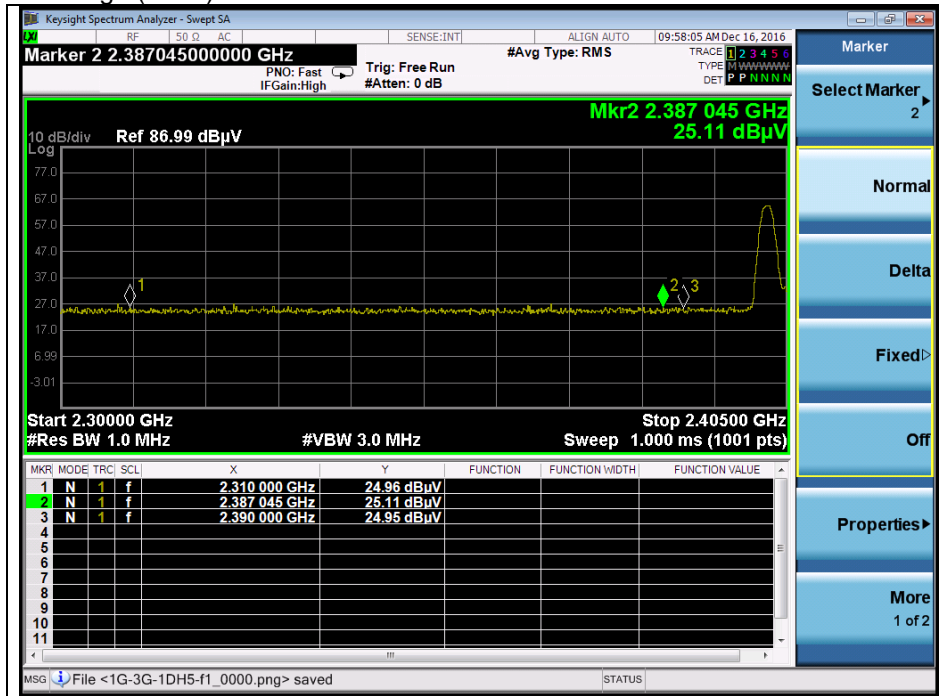 Keysight Spectrum Analyzer - Swept SA
LXI RF 50 Ω AC SENSE:INT ALIGN AUTO 09:58:05 AM Dec 16, 2016
Marker 2 2.387045000000 GHz
#Avg Type: RMS
TRACE 1 2 3 4 5 6
PNO: Fast
Trig: Free Run
TYPE M WWWWW
IFGain:High
#Atten: 0 dB
DET P P N N N N
Mkr2 2.387 045 GHz
10 dB/div Ref 86.99 dBµV
25.11 dBµV
Log
77.0
67.0
57.0
47.0
37.0
27.0
17.0
6.99
-3.01
1
2 3
Start 2.30000 GHz
Stop 2.40500 GHz
#Res BW 1.0 MHz
#VBW 3.0 MHz
Sweep 1.000 ms (1001 pts)
MKR MODE TRC SCL X Y FUNCTION FUNCTION WIDTH FUNCTION VALUE
1 N 1 f 2.310 000 GHz 24.96 dBµV
2 N 1 f 2.387 045 GHz 25.11 dBµV
3 N 1 f 2.390 000 GHz 24.95 dBµV
4
5
6
7
8
9
10
11
MSG File <1G-3G-1DH5-f1_0000.png> saved
STATUS
Marker
Select Marker
2
Normal
Delta
Fixed
Off
Properties
More
1 of 2